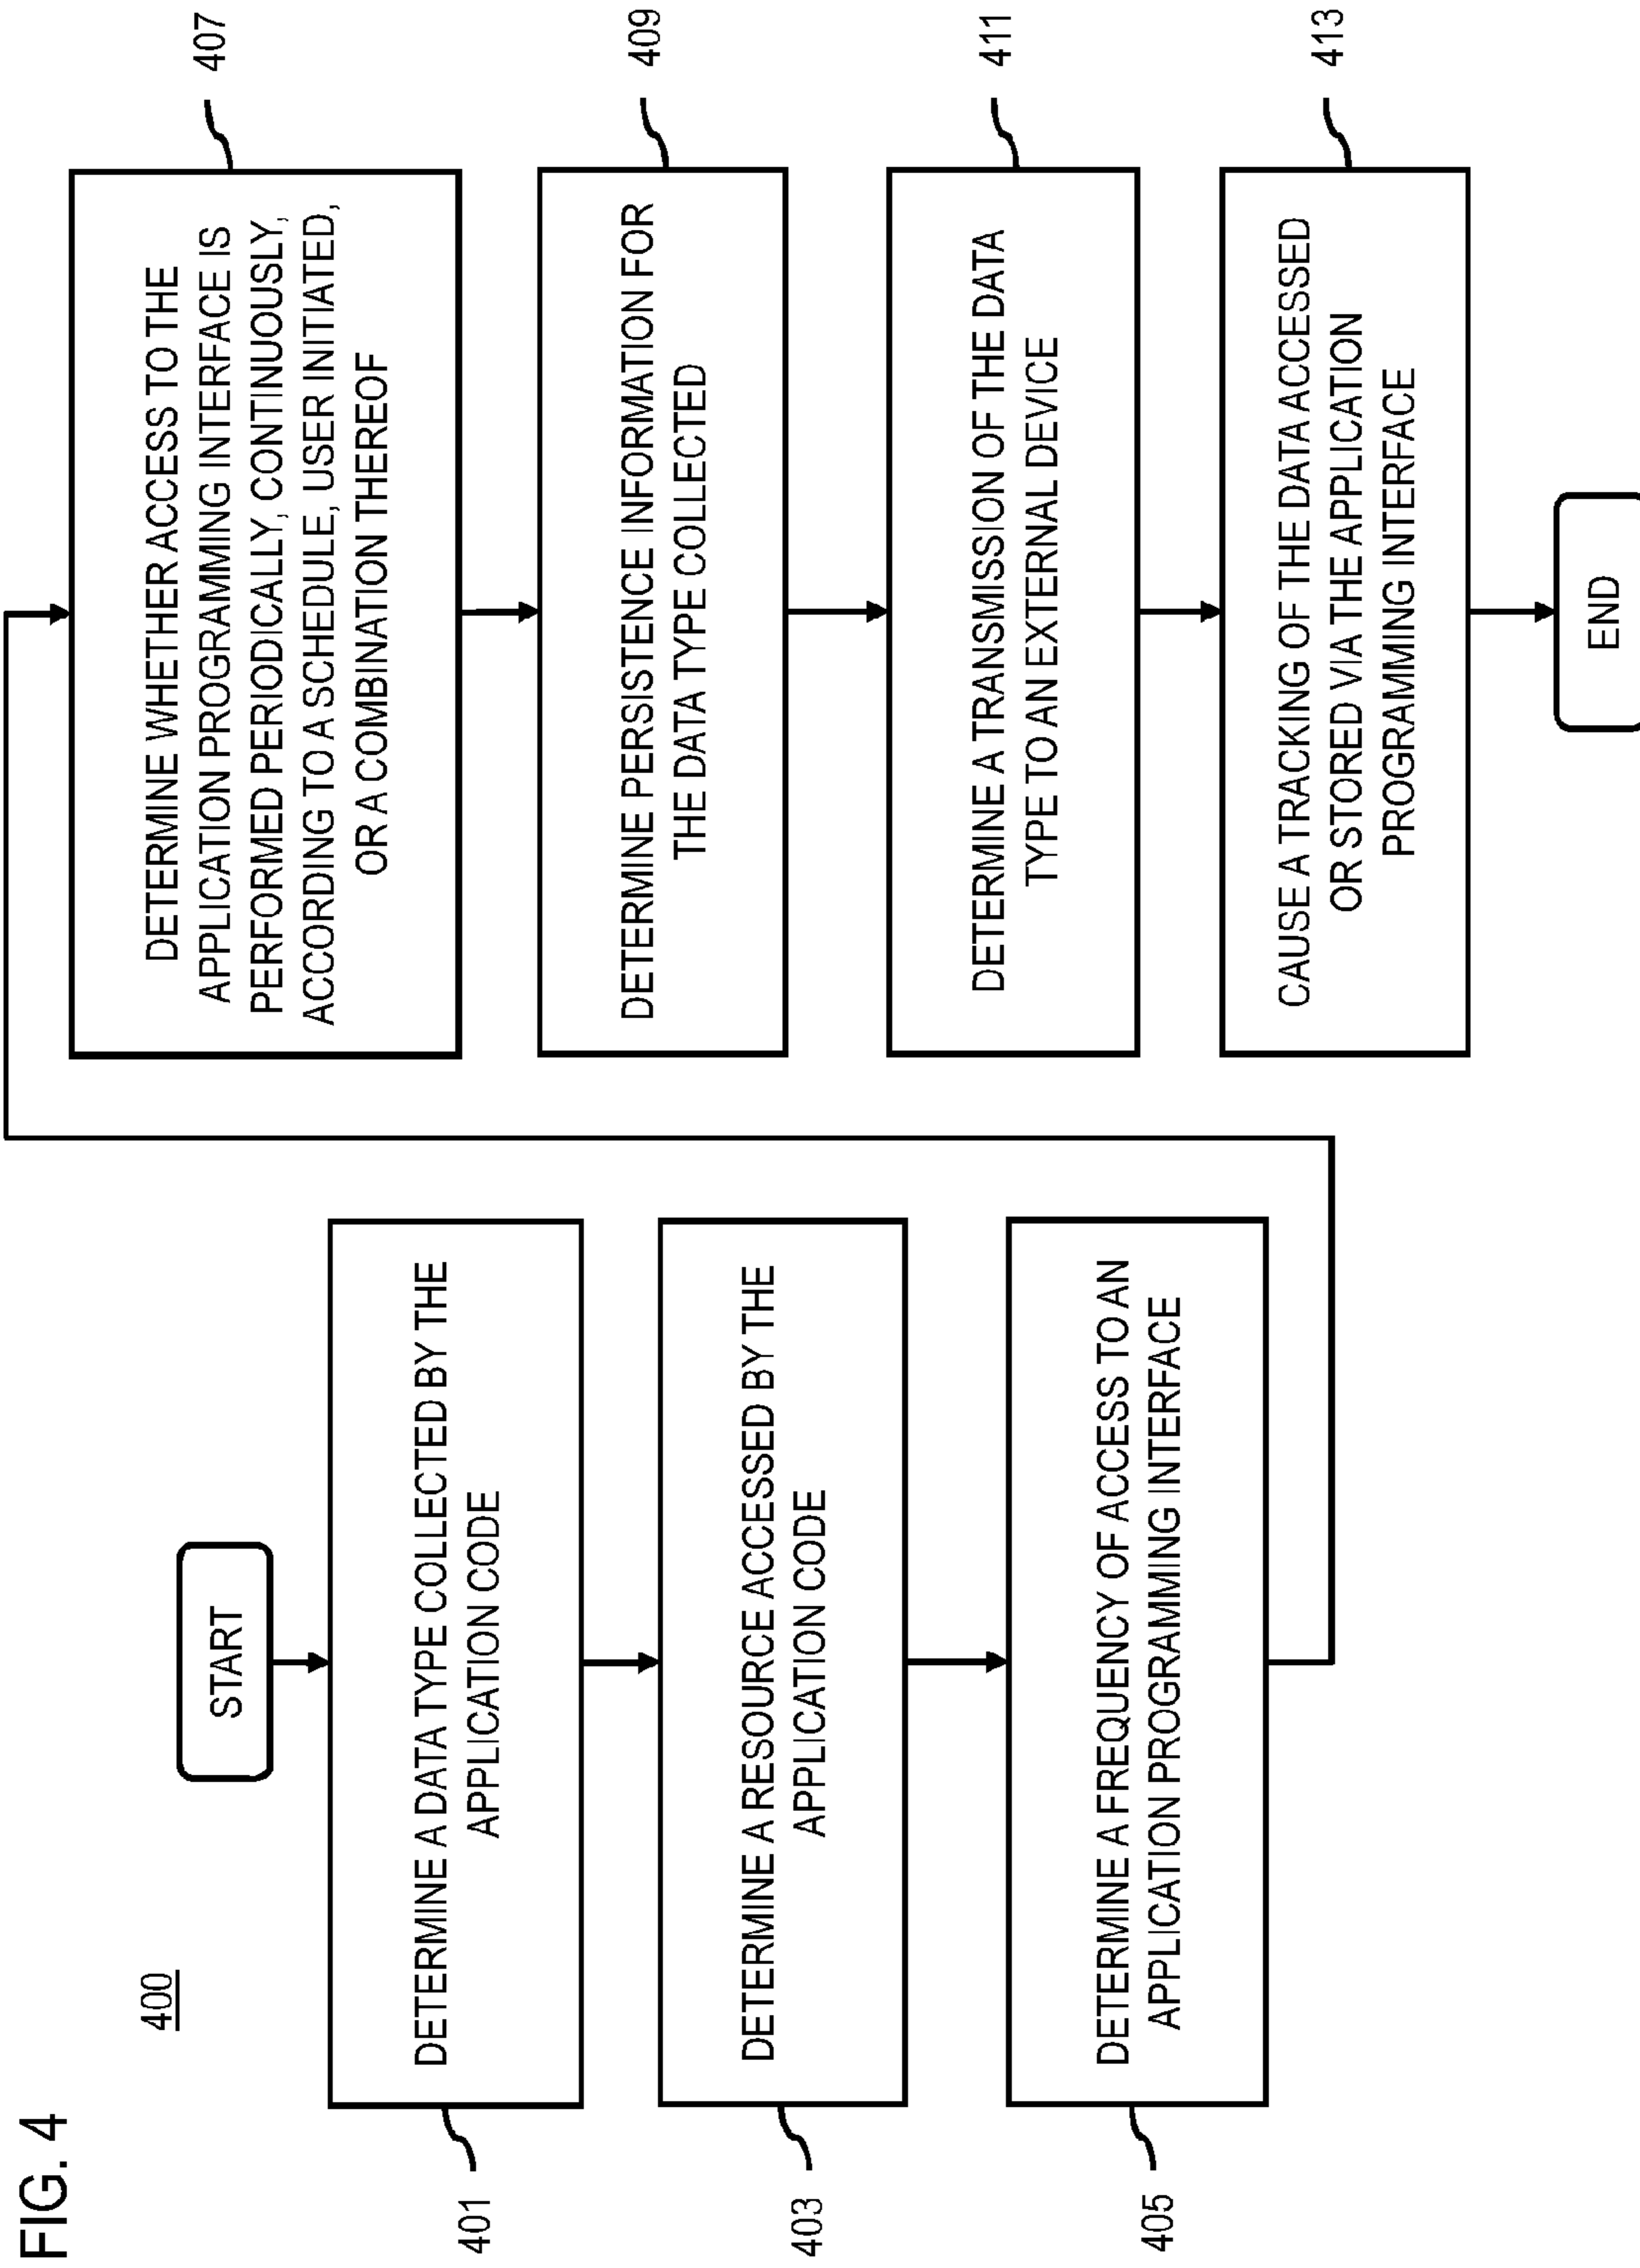 FIG. 4
400
START
401
DETERMINE A DATA TYPE COLLECTED BY THE
APPLICATION CODE
403
DETERMINE A RESOURCE ACCESSED BY THE
APPLICATION CODE
405
DETERMINE A FREQUENCY OF ACCESS TO AN
APPLICATION PROGRAMMING INTERFACE
407
DETERMINE WHETHER ACCESS TO THE
APPLICATION PROGRAMMING INTERFACE IS
PERFORMED PERIODICALLY, CONTINUOUSLY,
ACCORDING TO A SCHEDULE, USER INITIATED,
OR A COMBINATION THEREOF
409
DETERMINE PERSISTENCE INFORMATION FOR
THE DATA TYPE COLLECTED
411
DETERMINE A TRANSMISSION OF THE DATA
TYPE TO AN EXTERNAL DEVICE
413
CAUSE A TRACKING OF THE DATA ACCESSED
OR STORED VIA THE APPLICATION
PROGRAMMING INTERFACE
END